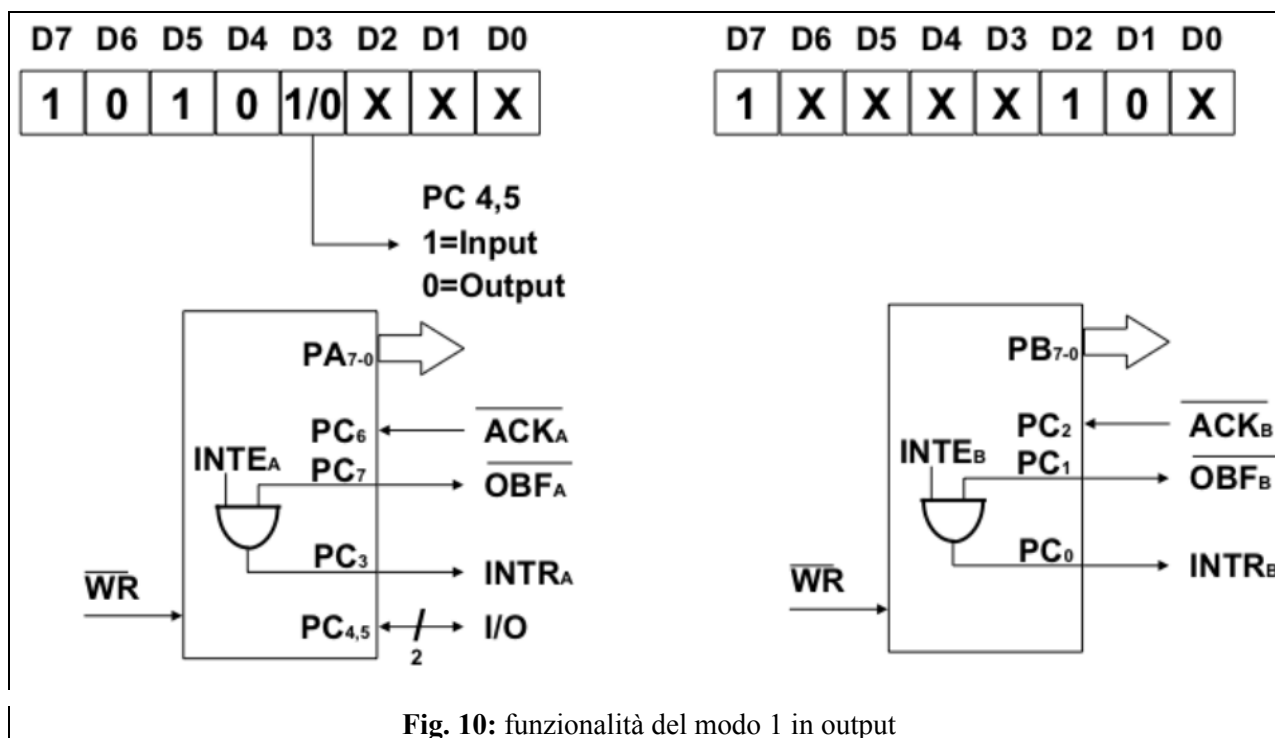 D7 D6 D5 D4 D3 D2 D1 D0
1 0 1 0 1/0 X X X
PC 4,5
1=Input
0=Output
PA7-0
PC6 ACKA
INTEA
PC7 OBFA
PC3 INTRA
WR
PC4,5 2 I/O
D7 D6 D5 D4 D3 D2 D1 D0
1 X X X X 1 0 X
PB7-0
PC2 ACKB
INTEB
PC1 OBFB
PC0 INTRB
WR
Fig. 10: funzionalità del modo 1 in output